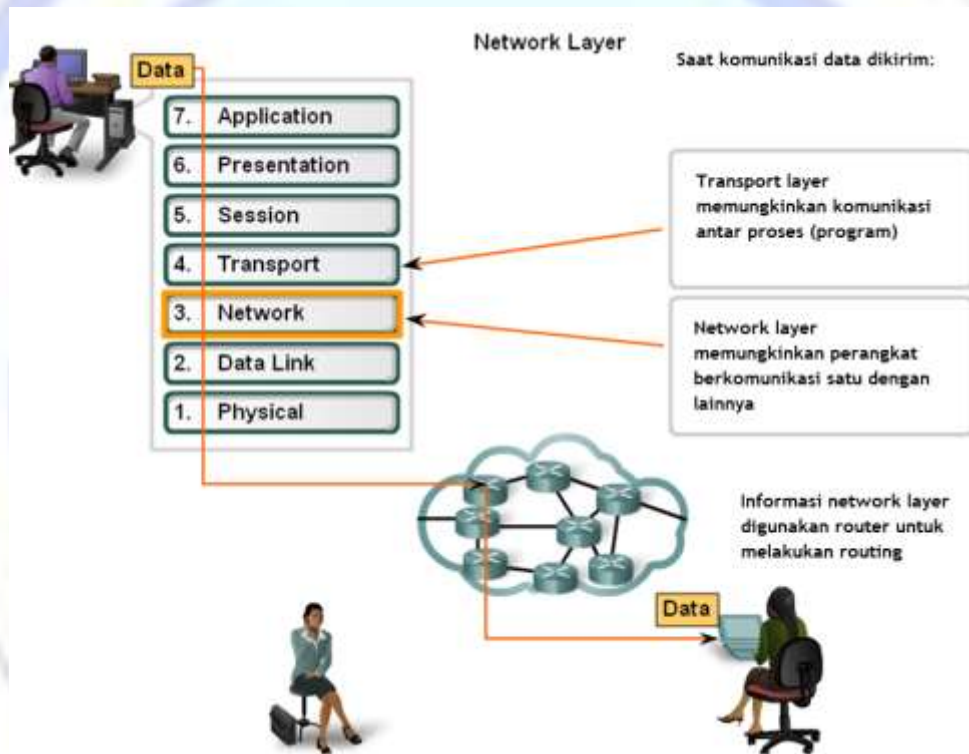 Network Layer
Saat komunikasi data dikirim:
Data
7. Application
6. Presentation
5. Session
4. Transport
3. Network
2. Data Link
1. Physical
Transport layer
memungkinkan komunikasi
antar proses (program)
Network layer
memungkinkan perangkat
berkomunikasi satu dengan
lainnya
Informasi network layer
digunakan router untuk
melakukan routing
Data